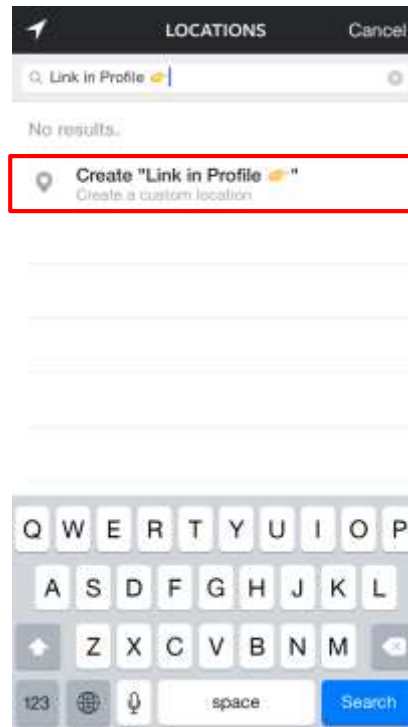 LOCATIONS Cancel
Link in Profile 👉
No results.
Create "Link in Profile 👉"
Create a custom location
Q W E R T Y U I O P
A S D F G H J K L
Z X C V B N M
123 space Search